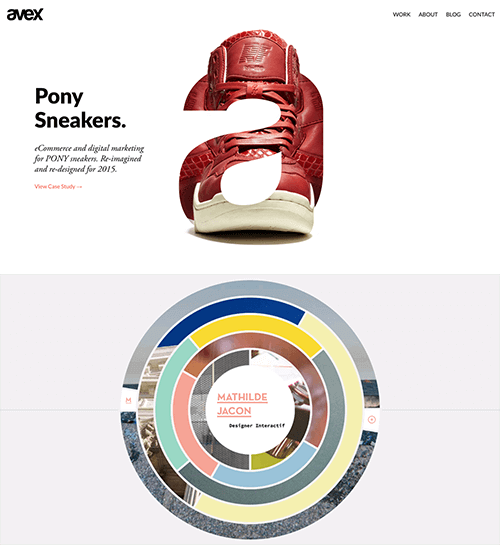 avex
WORK ABOUT BLOG CONTACT
Pony
Sneakers.
eCommerce and digital marketing
for PONY sneakers. Re-imagined
and re-designed for 2015.
View Case Study →
a
M
MATHILDE
JACON
Designer Interactif